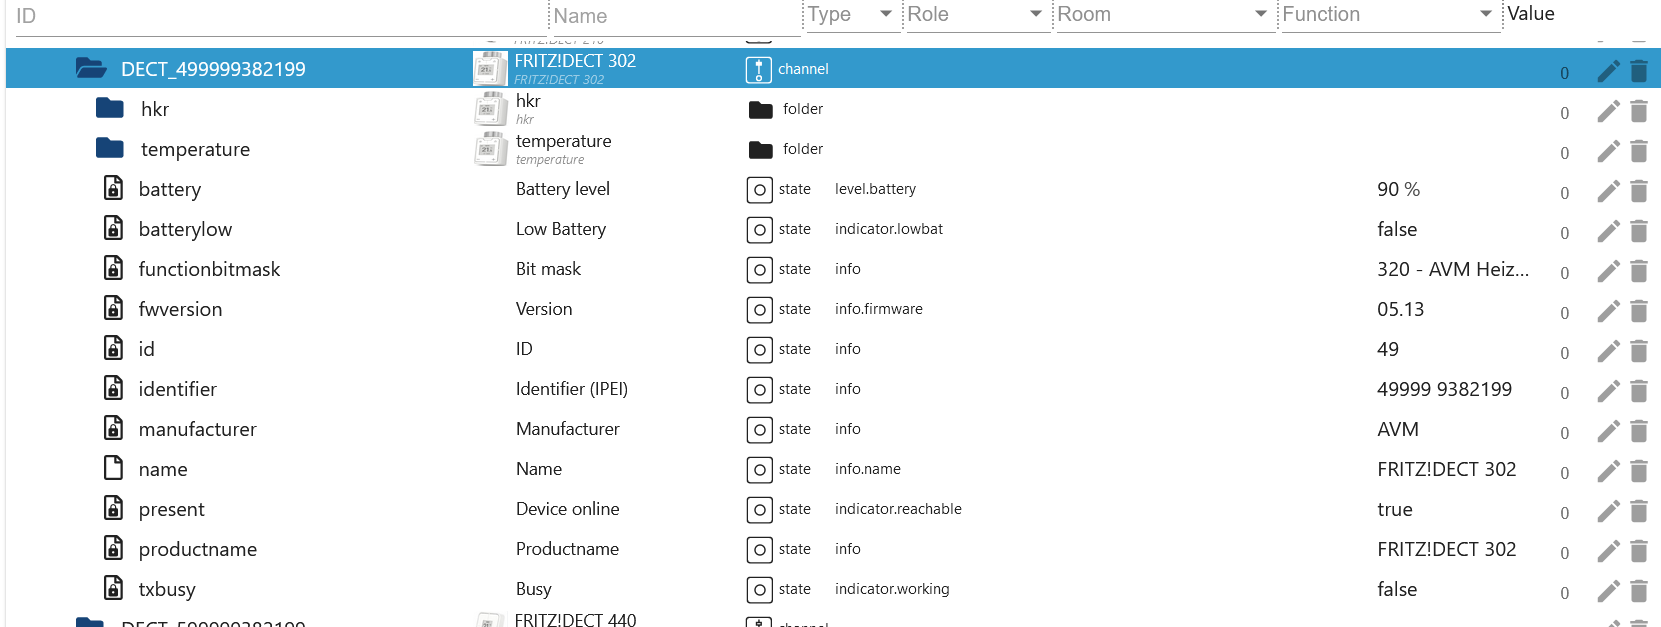 ID Name Type Role Room Function Value
FRITZ!DECT 210
DECT_499999382199 FRITZ!DECT 302 channel 0
FRITZ!DECT 302
hkr hkr folder 0
hkr
temperature temperature folder 0
temperature
battery Battery level state level.battery 90 % 0
batterylow Low Battery state indicator.lowbat false 0
functionbitmask Bit mask state info 320 - AVM Heiz... 0
fwversion Version state info.firmware 05.13 0
id ID state info 49 0
identifier Identifier (IPEI) state info 49999 9382199 0
manufacturer Manufacturer state info AVM 0
name Name state info.name FRITZ!DECT 302 0
present Device online state indicator.reachable true 0
productname Productname state info FRITZ!DECT 302 0
txbusy Busy state indicator.working false 0
DECT_599999382199 FRITZ!DECT 440 channel